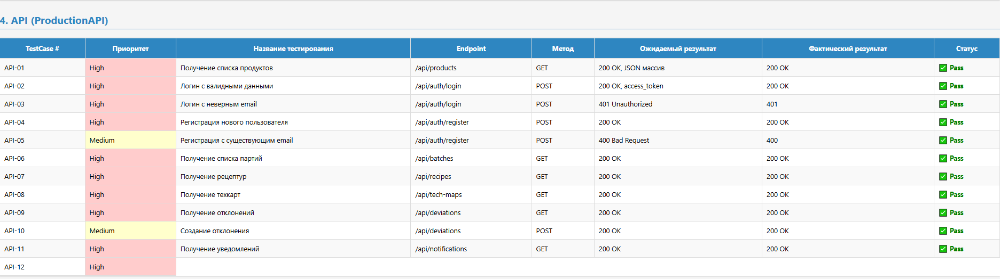 4. API (ProductionAPI)
TestCase # Приоритет Название тестирования Endpoint Метод Ожидаемый результат Фактический результат Статус
API-01 High Получение списка продуктов /api/products GET 200 OK, JSON массив 200 OK ✅ Pass
API-02 High Логин с валидными данными /api/auth/login POST 200 OK, access_token 200 OK ✅ Pass
API-03 High Логин с неверным email /api/auth/login POST 401 Unauthorized 401 ✅ Pass
API-04 High Регистрация нового пользователя /api/auth/register POST 200 OK 200 OK ✅ Pass
API-05 Medium Регистрация с существующим email /api/auth/register POST 400 Bad Request 400 ✅ Pass
API-06 High Получение списка партий /api/batches GET 200 OK 200 OK ✅ Pass
API-07 High Получение рецептур /api/recipes GET 200 OK 200 OK ✅ Pass
API-08 High Получение техкарт /api/tech-maps GET 200 OK 200 OK ✅ Pass
API-09 High Получение отклонений /api/deviations GET 200 OK 200 OK ✅ Pass
API-10 Medium Создание отклонения /api/deviations POST 200 OK 200 OK ✅ Pass
API-11 High Получение уведомлений /api/notifications GET 200 OK 200 OK ✅ Pass
API-12 High